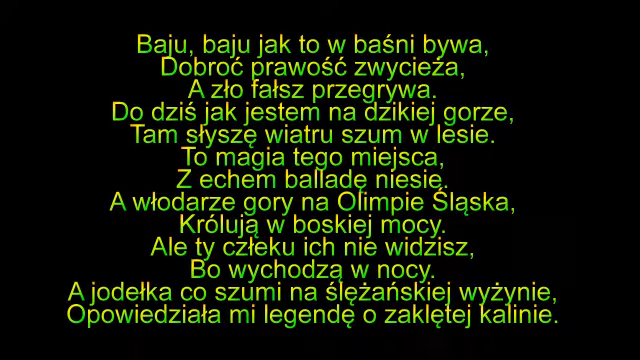 Baju, baju jak to w baśni bywa,
Dobroć prawość zwycieża,
A zło fałsz przegrywa.
Do dziś jak jestem na dzikiej gorze,
Tam słyszę wiatru szum w lesie.
To magia tego miejsca,
Z echem balladę niesię.
A włodarze gory na Olimpie Śląska,
Królują w boskiej mocy.
Ale ty człeku ich nie widzisz,
Bo wychodzą w nocy.
A jodełka co szumi na ślężańskiej wyżynie,
Opowiedziała mi legendę o zaklętej kalinie.